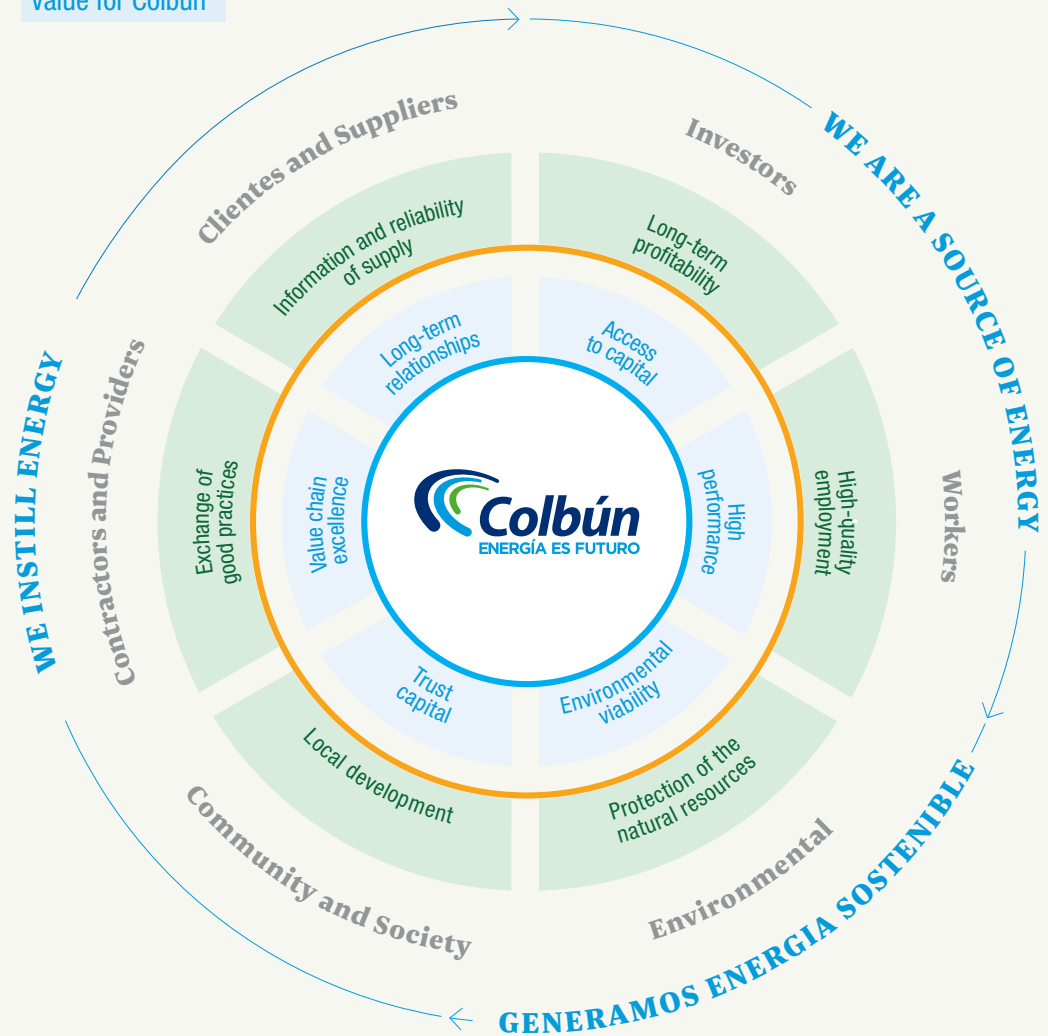 Value for Colbún
Clientes and Suppliers
Investors
WE ARE A SOURCE OF ENERGY
Information and reliability
of supply
Long-term
profitability
Long-term
relationships
Access
to capital
WE INSTILL ENERGY
Contractors and Providers
Exchange of
good practices
Value chain
excellence
Colbún
ENERGÍA ES FUTURO
High
performance
High-quality
employment
Workers
Trust
capital
Environmental
viability
Local development
Protection of the
natural resources
Community and Society
Environmental
GENERAMOS ENERGIA SOSTENIBLE